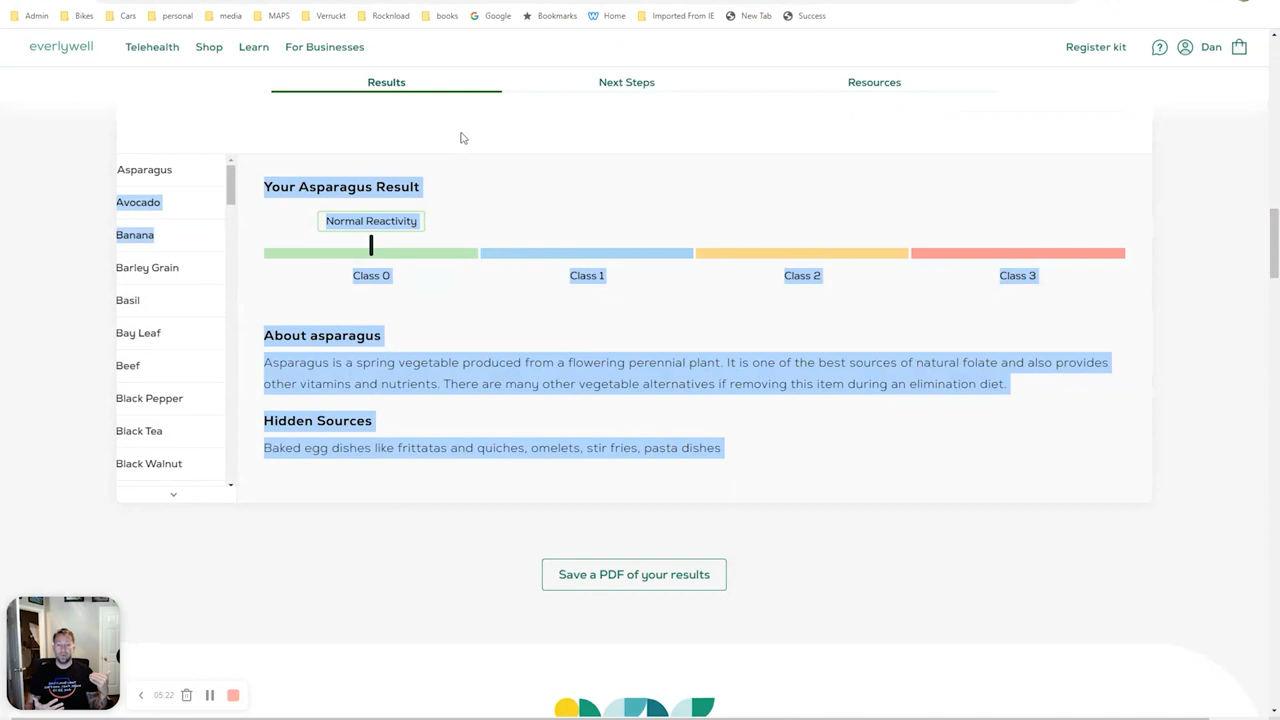 Admin Bikes Cars personal media MAPS Verruckt Rocknload books Google Bookmarks Home Imported From IE New Tab Success
everlywell Telehealth Shop Learn For Businesses Register kit Dan
Results Next Steps Resources
Asparagus
Avocado
Banana
Barley Grain
Basil
Bay Leaf
Beef
Black Pepper
Black Tea
Black Walnut
Your Asparagus Result
Normal Reactivity
Class 0 Class 1 Class 2 Class 3
About asparagus
Asparagus is a spring vegetable produced from a flowering perennial plant. It is one of the best sources of natural folate and also provides
other vitamins and nutrients. There are many other vegetable alternatives if removing this item during an elimination diet.
Hidden Sources
Baked egg dishes like frittatas and quiches, omelets, stir fries, pasta dishes
Save a PDF of your results
05:22